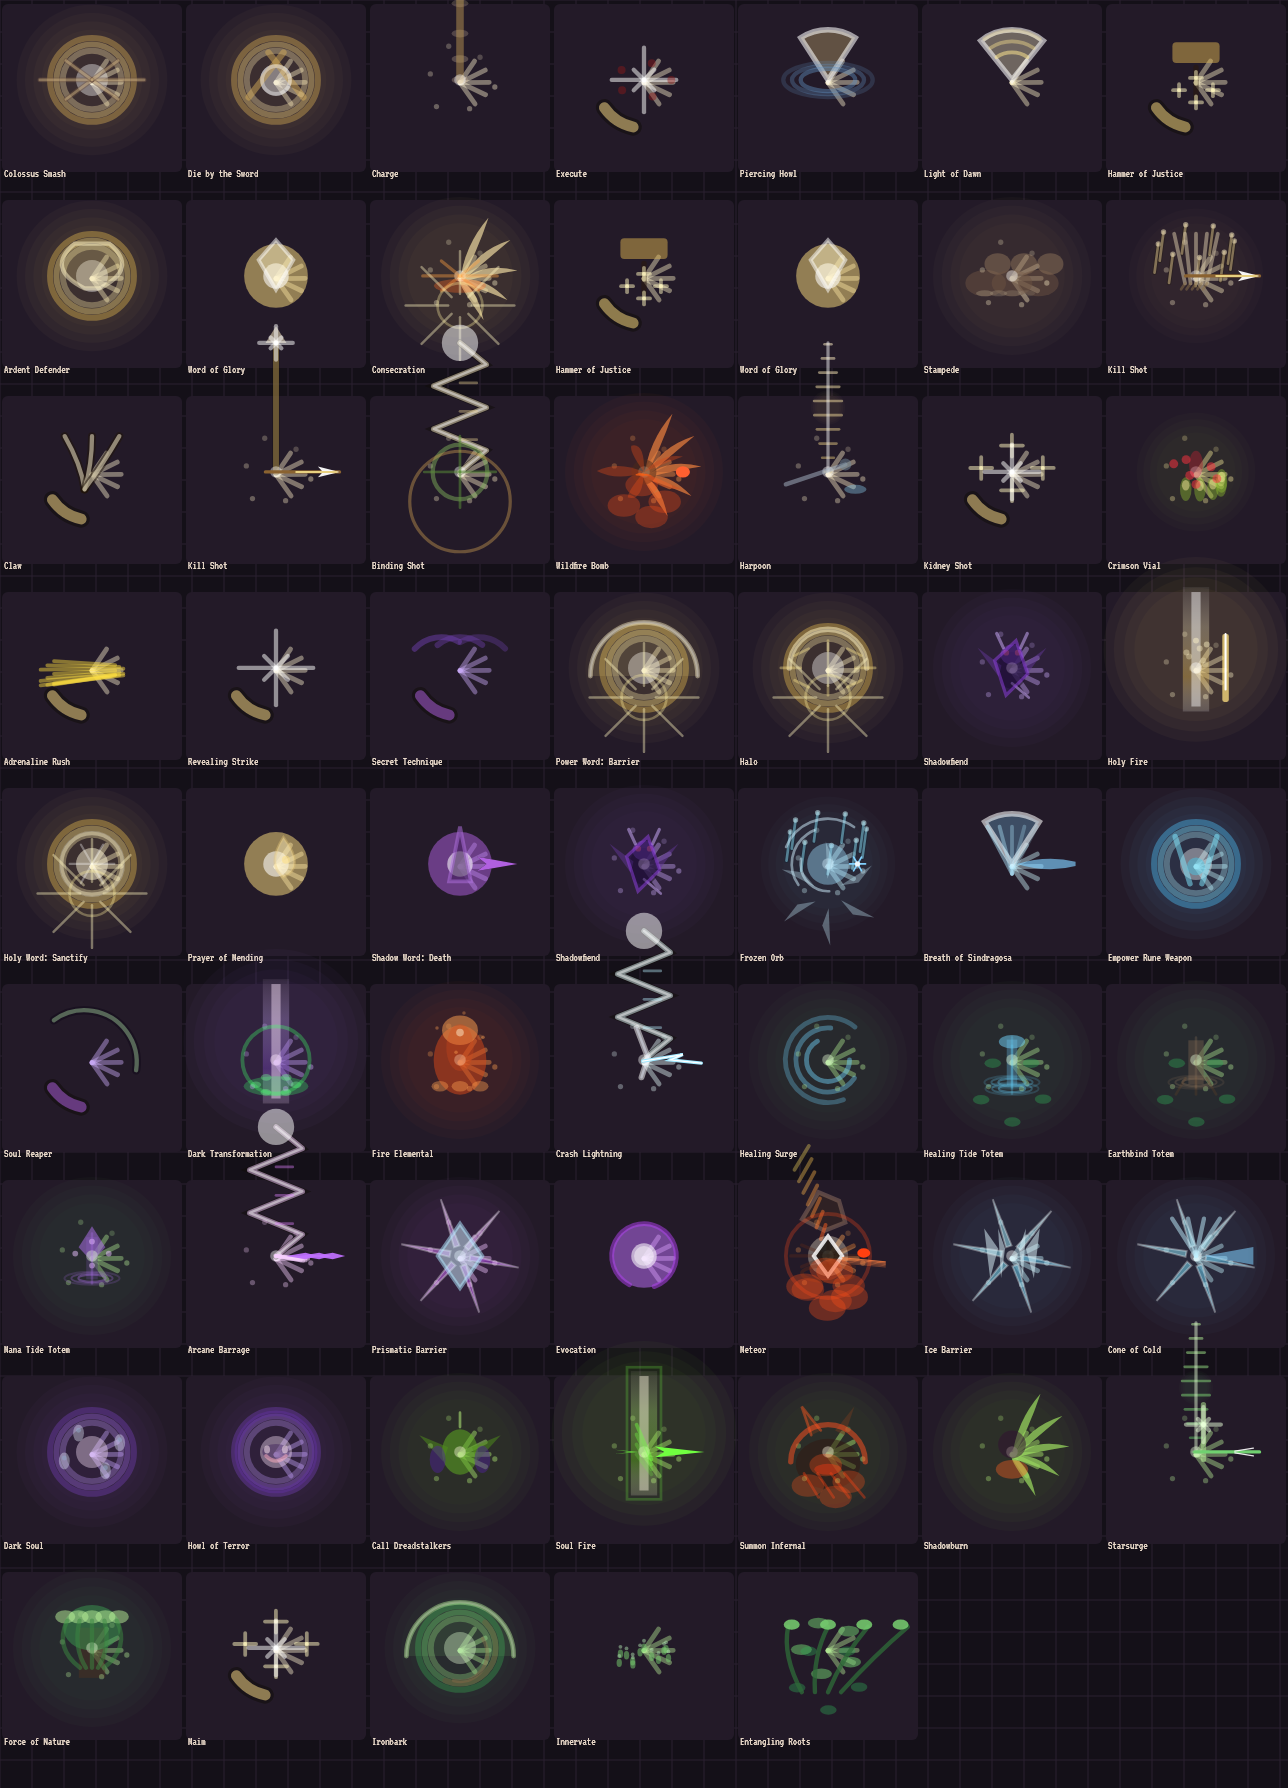 Colossus Smash
Die by the Sword
Charge
Execute
Piercing Howl
Light of Dawn
Hammer of Justice
Ardent Defender
Word of Glory
Consecration
Hammer of Justice
Word of Glory
Stampede
Kill Shot
Claw
Kill Shot
Binding Shot
Wildfire Bomb
Harpoon
Kidney Shot
Crimson Vial
Adrenaline Rush
Revealing Strike
Secret Technique
Power Word: Barrier
Halo
Shadowfiend
Holy Fire
Holy Word: Sanctify
Prayer of Mending
Shadow Word: Death
Shadowfiend
Frozen Orb
Breath of Sindragosa
Empower Rune Weapon
Soul Reaper
Dark Transformation
Fire Elemental
Crash Lightning
Healing Surge
Healing Tide Totem
Earthbind Totem
Mana Tide Totem
Arcane Barrage
Prismatic Barrier
Evocation
Meteor
Ice Barrier
Cone of Cold
Dark Soul
Howl of Terror
Call Dreadstalkers
Soul Fire
Summon Infernal
Shadowburn
Starsurge
Force of Nature
Maim
Ironbark
Innervate
Entangling Roots